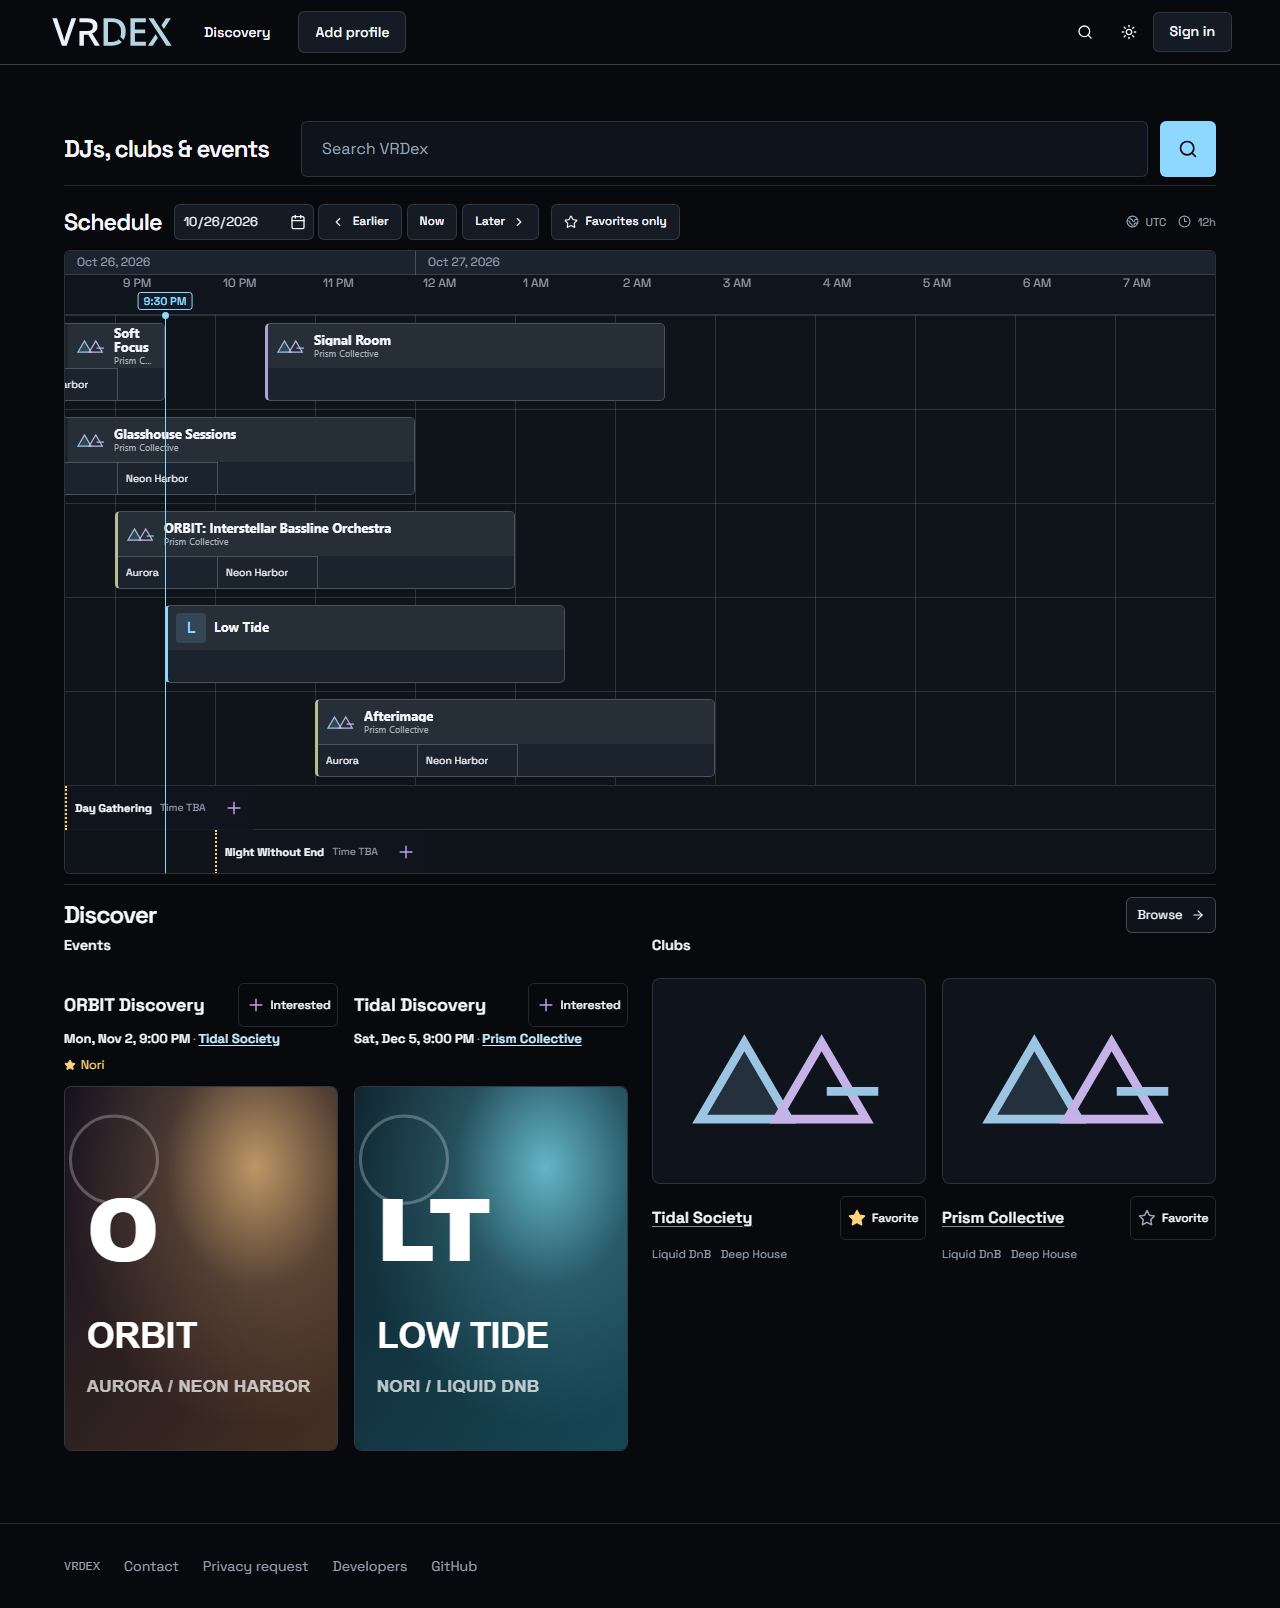 VRDEX
Discovery
Add profile
Sign in
DJs, clubs & events
Search VRDex
Schedule
10/26/2026
Earlier
Now
Later
Favorites only
UTC
12h
Oct 26, 2026
Oct 27, 2026
9 PM
10 PM
11 PM
12 AM
1 AM
2 AM
3 AM
4 AM
5 AM
6 AM
7 AM
9:30 PM
Soft
Focus
Prism C...
arbor
Signal Room
Prism Collective
Glasshouse Sessions
Prism Collective
Neon Harbor
ORBIT: Interstellar Bassline Orchestra
Prism Collective
Aurora
Neon Harbor
L
Low Tide
Afterimage
Prism Collective
Aurora
Neon Harbor
Day Gathering
Time TBA
Night Without End
Time TBA
Discover
Browse
Events
ORBIT Discovery
Interested
Mon, Nov 2, 9:00 PM · Tidal Society
Nori
O
ORBIT
AURORA / NEON HARBOR
Tidal Discovery
Interested
Sat, Dec 5, 9:00 PM · Prism Collective
LT
LOW TIDE
NORI / LIQUID DNB
Clubs
Tidal Society
Favorite
Liquid DnB
Deep House
Prism Collective
Favorite
Liquid DnB
Deep House
VRDEX
Contact
Privacy request
Developers
GitHub